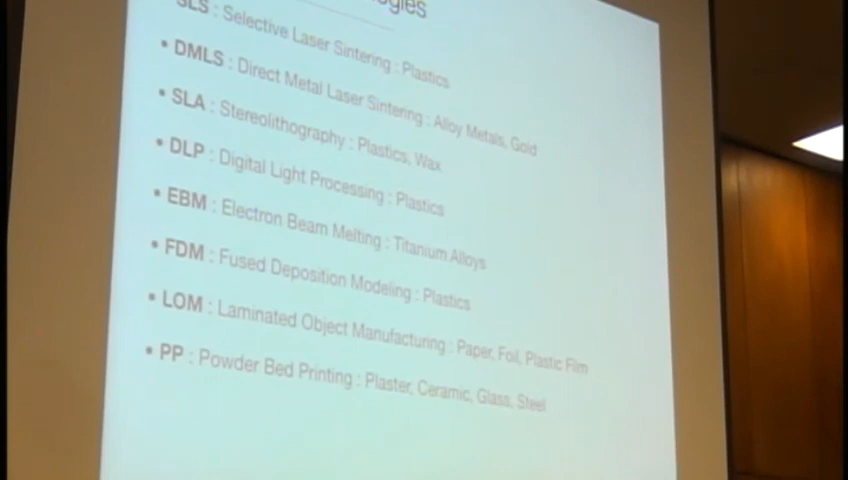 SLS : Selective Laser Sintering : Plastics
• DMLS : Direct Metal Laser Sintering : Alloy Metals, Gold
• SLA : Stereolithography : Plastics, Wax
• DLP : Digital Light Processing : Plastics
• EBM : Electron Beam Melting : Titanium Alloys
• FDM : Fused Deposition Modeling : Plastics
• LOM : Laminated Object Manufacturing : Paper, Foil, Plastic Film
• PP : Powder Bed Printing : Plaster, Ceramic, Glass, Steel